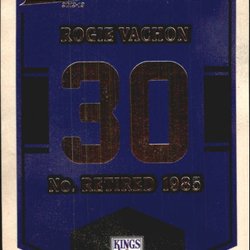 ROGIE VACHON
30
No. RETIRED 1985
KINGS